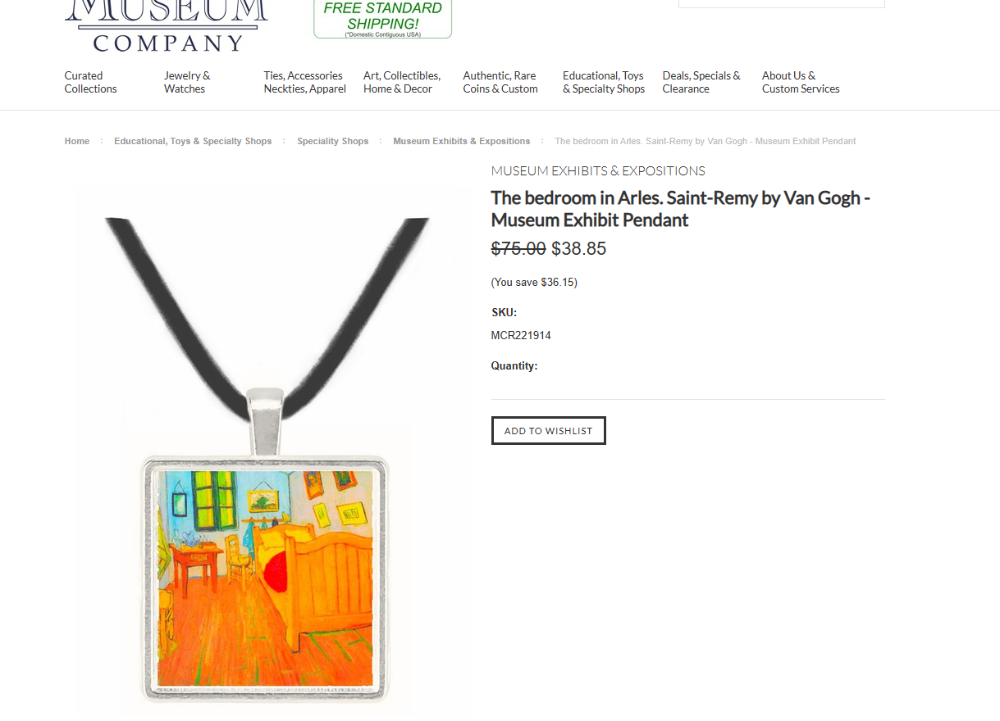 MUSEUM
COMPANY
FREE STANDARD
SHIPPING!
(*Domestic Contiguous USA)
Curated
Collections
Jewelry &
Watches
Ties, Accessories
Neckties, Apparel
Art, Collectibles,
Home & Decor
Authentic, Rare
Coins & Custom
Educational, Toys
& Specialty Shops
Deals, Specials &
Clearance
About Us &
Custom Services
Home : Educational, Toys & Specialty Shops : Speciality Shops : Museum Exhibits & Expositions : The bedroom in Arles. Saint-Remy by Van Gogh - Museum Exhibit Pendant
MUSEUM EXHIBITS & EXPOSITIONS
The bedroom in Arles. Saint-Remy by Van Gogh -
Museum Exhibit Pendant
$75.00 $38.85
(You save $36.15)
SKU:
MCR221914
Quantity:
ADD TO WISHLIST